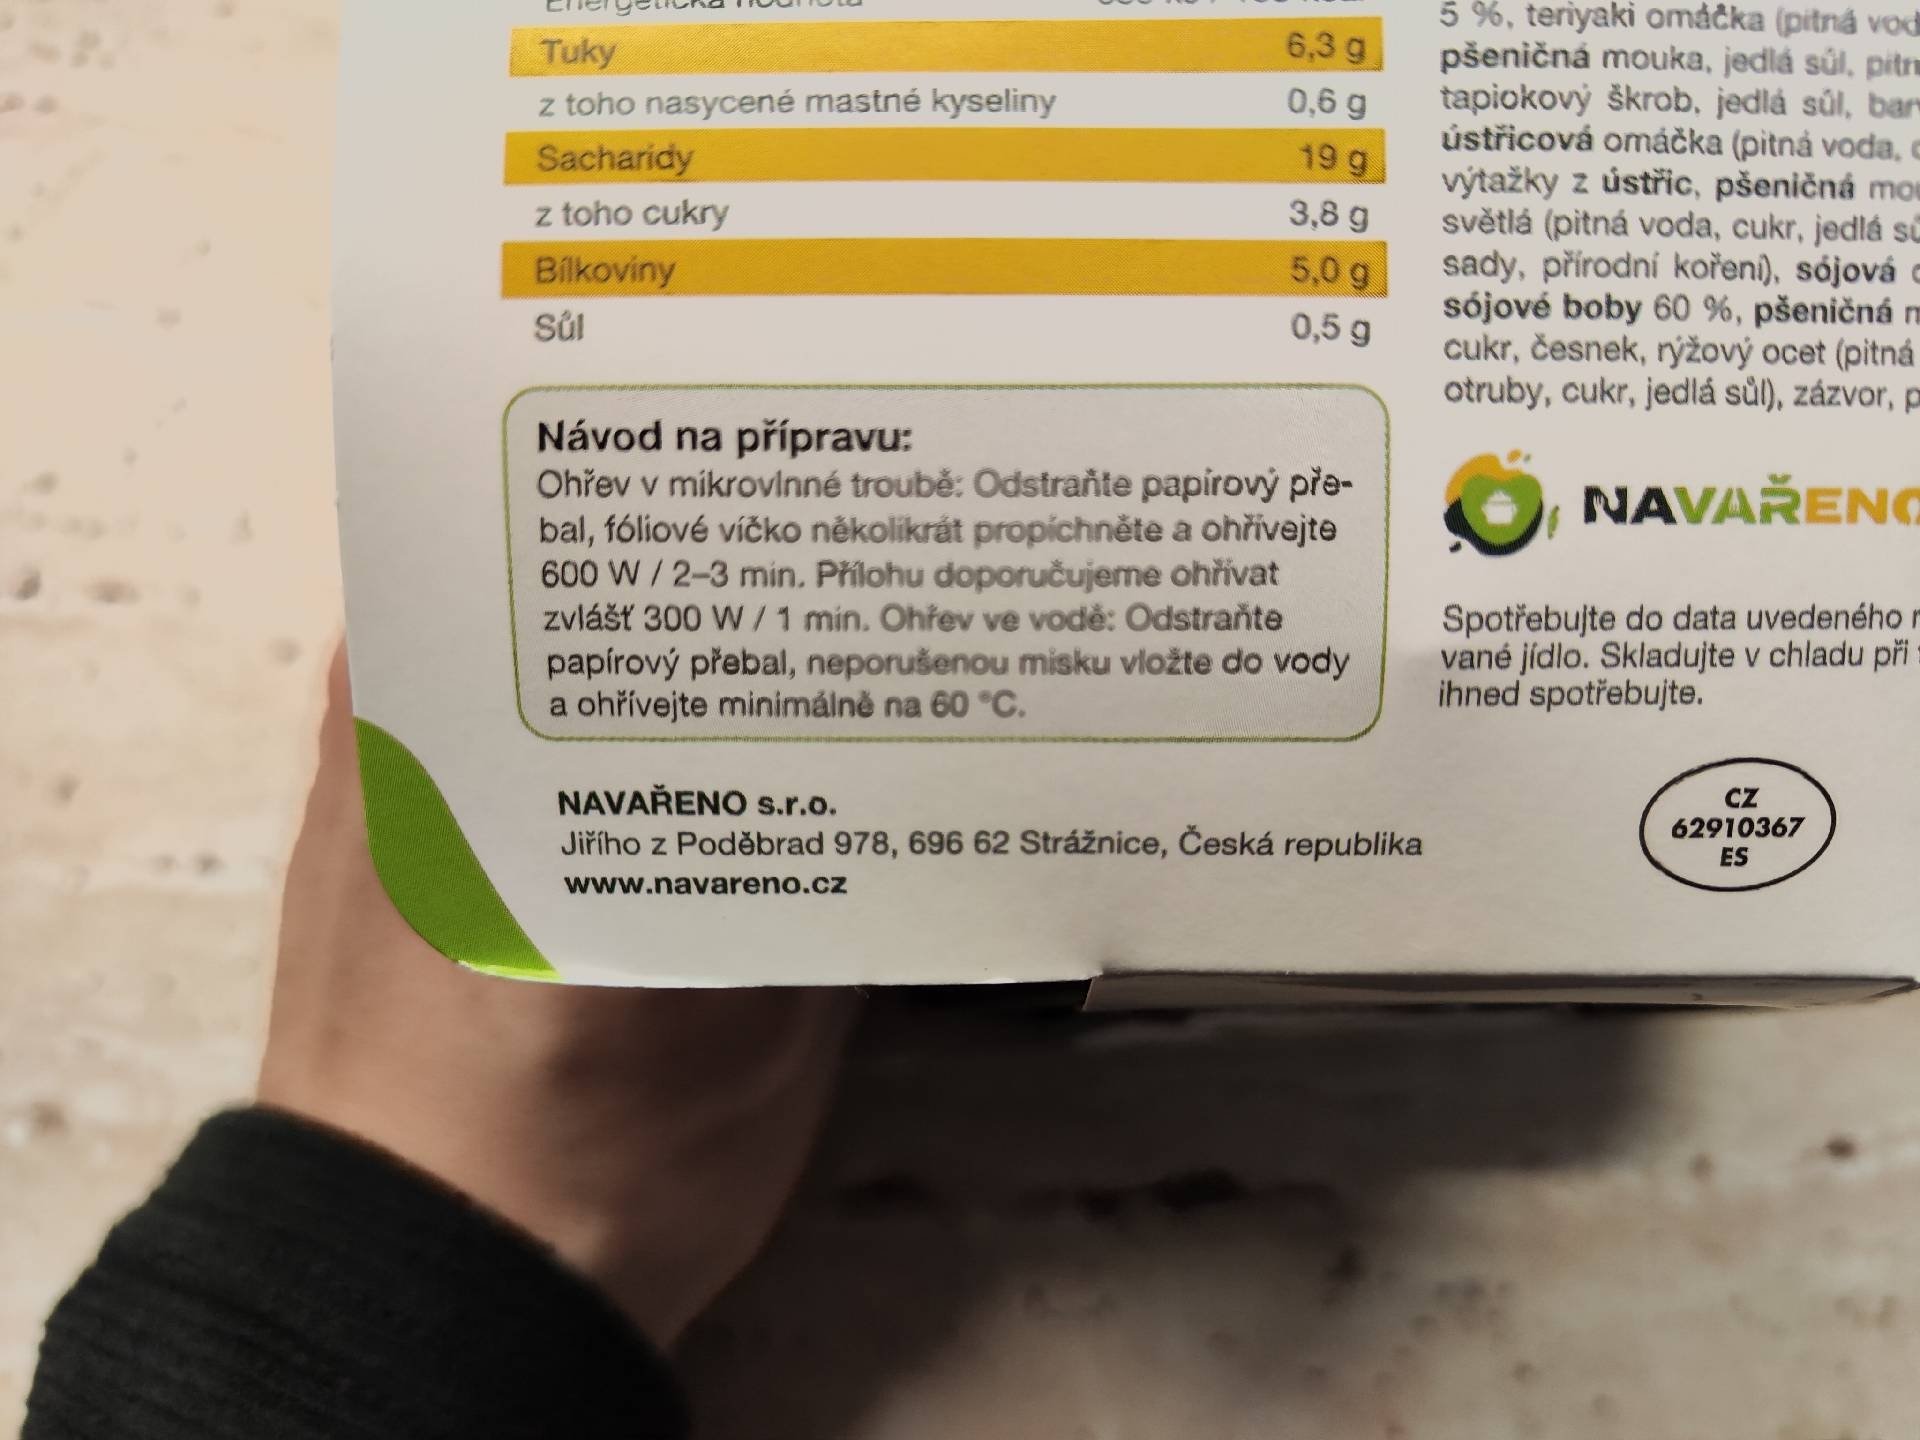 Energetická hodnota
Tuky 6,3 g
z toho nasycené mastné kyseliny 0,6 g
Sacharidy 19 g
z toho cukry 3,8 g
Bílkoviny 5,0 g
Sůl 0,5 g
Návod na přípravu:
Ohřev v mikrovlnné troubě: Odstraňte papírový pře-
bal, fóliové víčko několikrát propíchněte a ohřívejte
600 W / 2–3 min. Přílohu doporučujeme ohřívat
zvlášť 300 W / 1 min. Ohřev ve vodě: Odstraňte
papírový přebal, neporušenou misku vložte do vody
a ohřívejte minimálně na 60 °C.
NAVAŘENO s.r.o.
Jiřího z Poděbrad 978, 696 62 Strážnice, Česká republika
www.navareno.cz
5 %, teriyaki omáčka (pitná
pšeničná mouka, jedlá sůl,
tapiokový škrob, jedlá sůl,
ústřicová omáčka (pitná voda,
výtažky z ústřic, pšeničná
světlá (pitná voda, cukr, jedlá
sady, přírodní koření), sójová
sójové boby 60 %, pšeničná
cukr, česnek, rýžový ocet (pitná
otruby, cukr, jedlá sůl), zázvor,
NAVAŘENO
Spotřebujte do data uvedeného
vané jídlo. Skladujte v chladu při
ihned spotřebujte.
CZ
62910367
ES